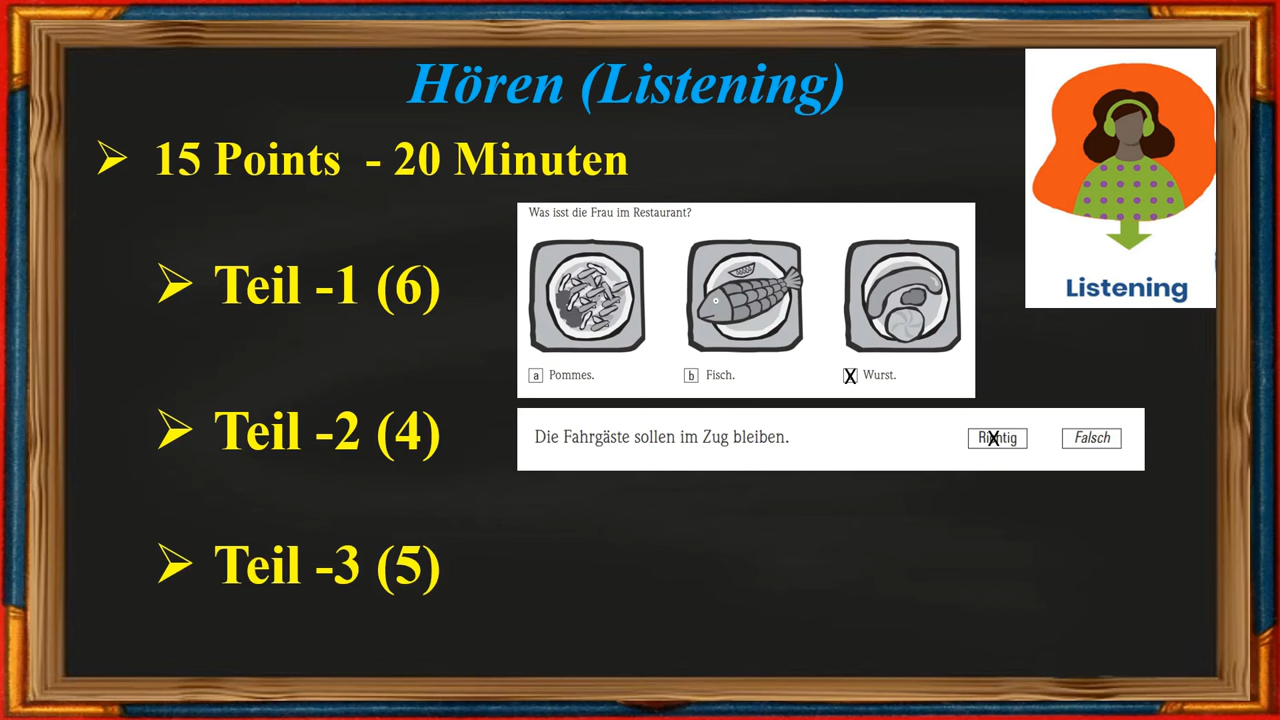 Hören (Listening)
15 Points - 20 Minuten
Listening
Teil -1 (6)
Was isst die Frau im Restaurant?
a Pommes.
b Fisch.
X Wurst.
Teil -2 (4)
Die Fahrgäste sollen im Zug bleiben.
Richtig
Falsch
Teil -3 (5)